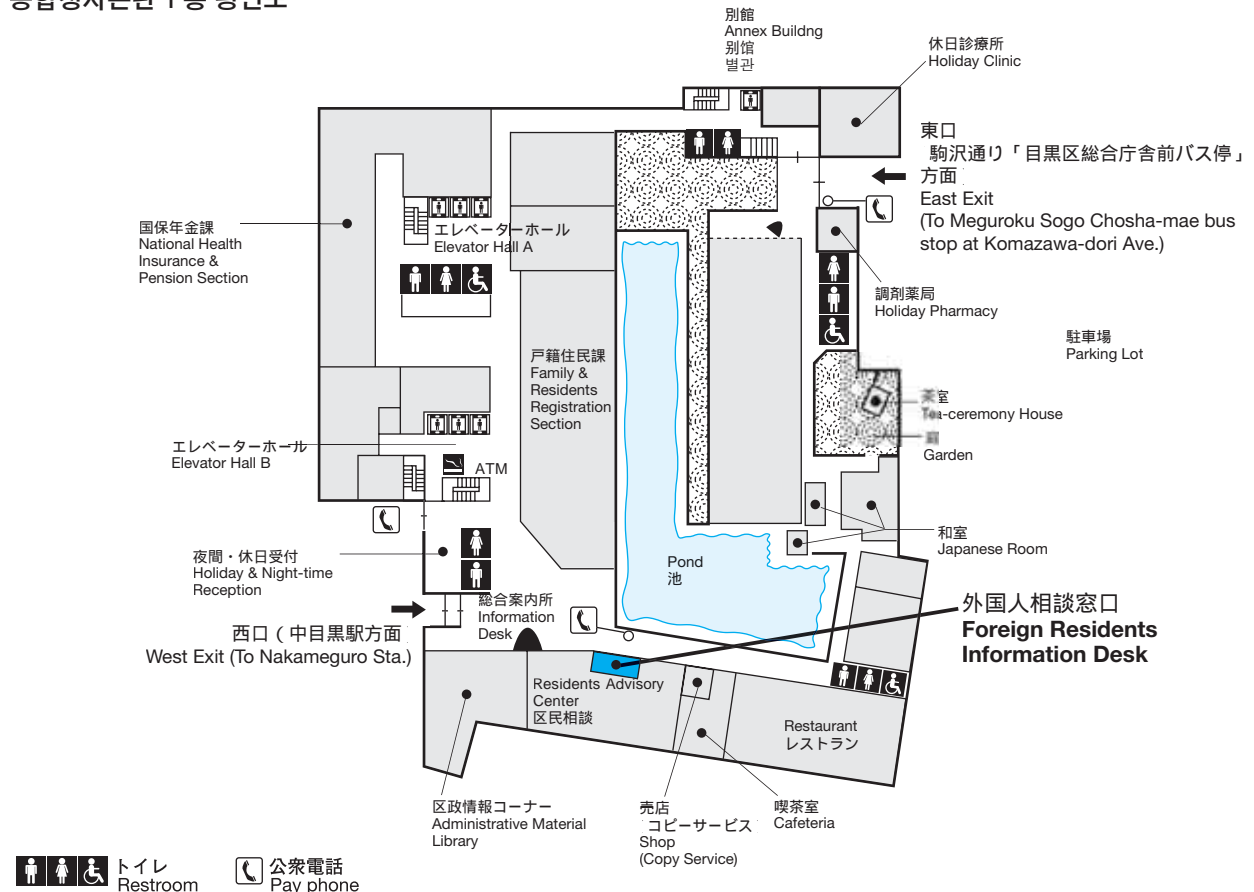 別館
Annex Buildng
别馆
별관
休日診療所
Holiday Clinic
東口
駒沢通り「目黒区総合庁舎前バス停」
方面
East Exit
(To Meguroku Sogo Chosha-mae bus
stop at Komazawa-dori Ave.)
国保年金課
National Health
Insurance &
Pension Section
エレベーターホール
Elevator Hall A
調剤薬局
Holiday Pharmacy
駐車場
Parking Lot
戸籍住民課
Family &
Residents
Registration
Section
茶室
Tea-ceremony House
Garden
エレベーターホール
Elevator Hall B
ATM
和室
Japanese Room
夜間・休日受付
Holiday & Night-time
Reception
Pond
池
総合案内所
Information
Desk
外国人相談窓口
Foreign Residents
Information Desk
西口(中目黒駅方面
West Exit (To Nakameguro Sta.)
Residents Advisory
Center
区民相談
Restaurant
レストラン
区政情報コーナー
Administrative Material
Library
売店
コピーサービス
Shop
(Copy Service)
喫茶室
Cafeteria
トイレ
Restroom
公衆電話
Pay phone